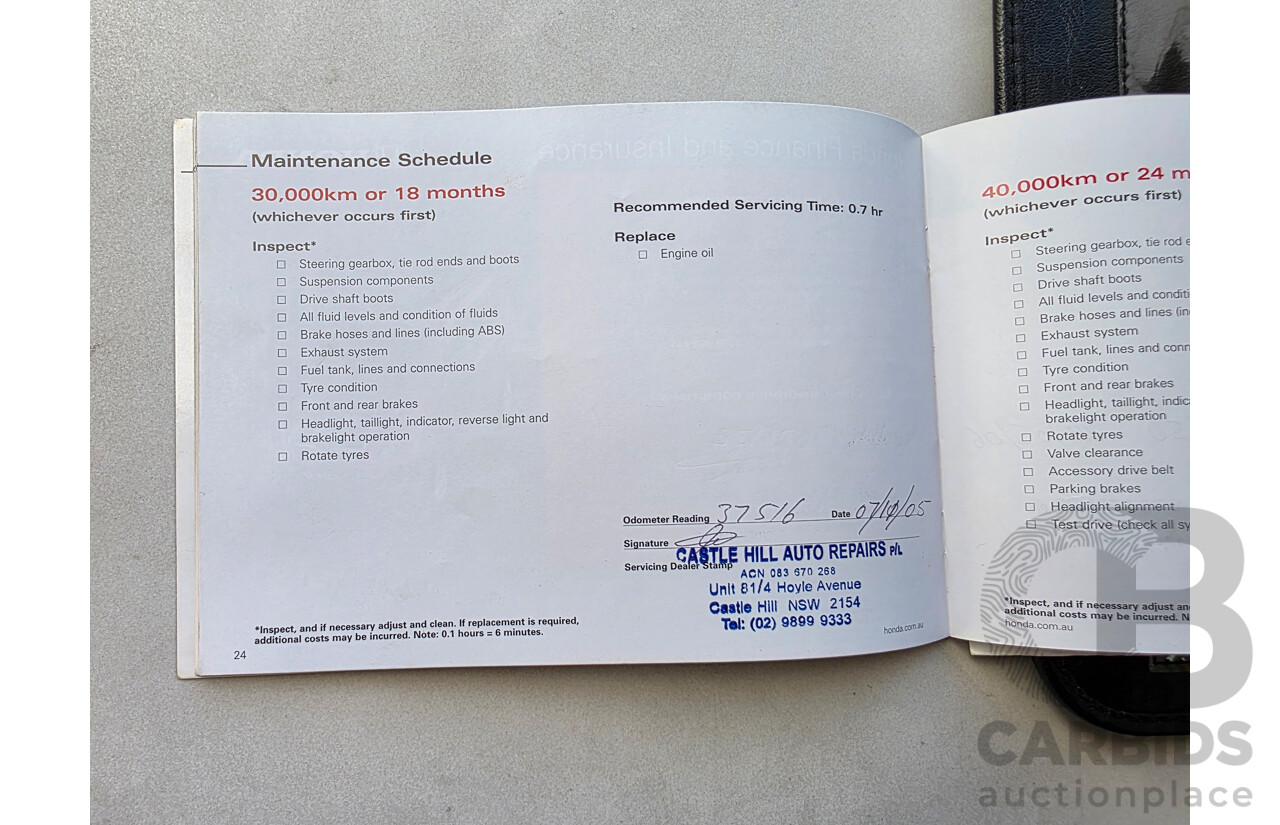 Maintenance Schedule
30,000km or 18 months
(whichever occurs first)
Inspect*
Steering gearbox, tie rod ends and boots
Suspension components
Drive shaft boots
All fluid levels and condition of fluids
Brake hoses and lines (including ABS)
Exhaust system
Fuel tank, lines and connections
Tyre condition
Front and rear brakes
Headlight, taillight, indicator, reverse light and
brakelight operation
Rotate tyres
*Inspect, and if necessary adjust and clean. If replacement is required,
additional costs may be incurred. Note: 0.1 hours = 6 minutes.
24
Recommended Servicing Time: 0.7 hr
Replace
Engine oil
Odometer Reading 37516 Date
Signature
Servicing Dealer Stamp
CASTLE HILL AUTO REPAIRS P/L
ACN 083 670 268
Unit 81/4 Hoyle Avenue
Castle Hill NSW 2154
Tel: (02) 9899 9333
honda.com.au
40,000km or 24 m
(whichever occurs first)
Inspect*
Steering gearbox, tie rod e
Suspension components
Drive shaft boots
All fluid levels and conditi
Brake hoses and lines (in
Exhaust system
Fuel tank, lines and conn
Tyre condition
Front and rear brakes
Headlight, taillight, indic
brakelight operation
Rotate tyres
Valve clearance
Accessory drive belt
Parking brakes
Headlight alignment
Test drive (check all sy
*Inspect, and if necessary adjust an
additional costs may be incurred. N
honda.com.au
CARBIDS
auctionplace